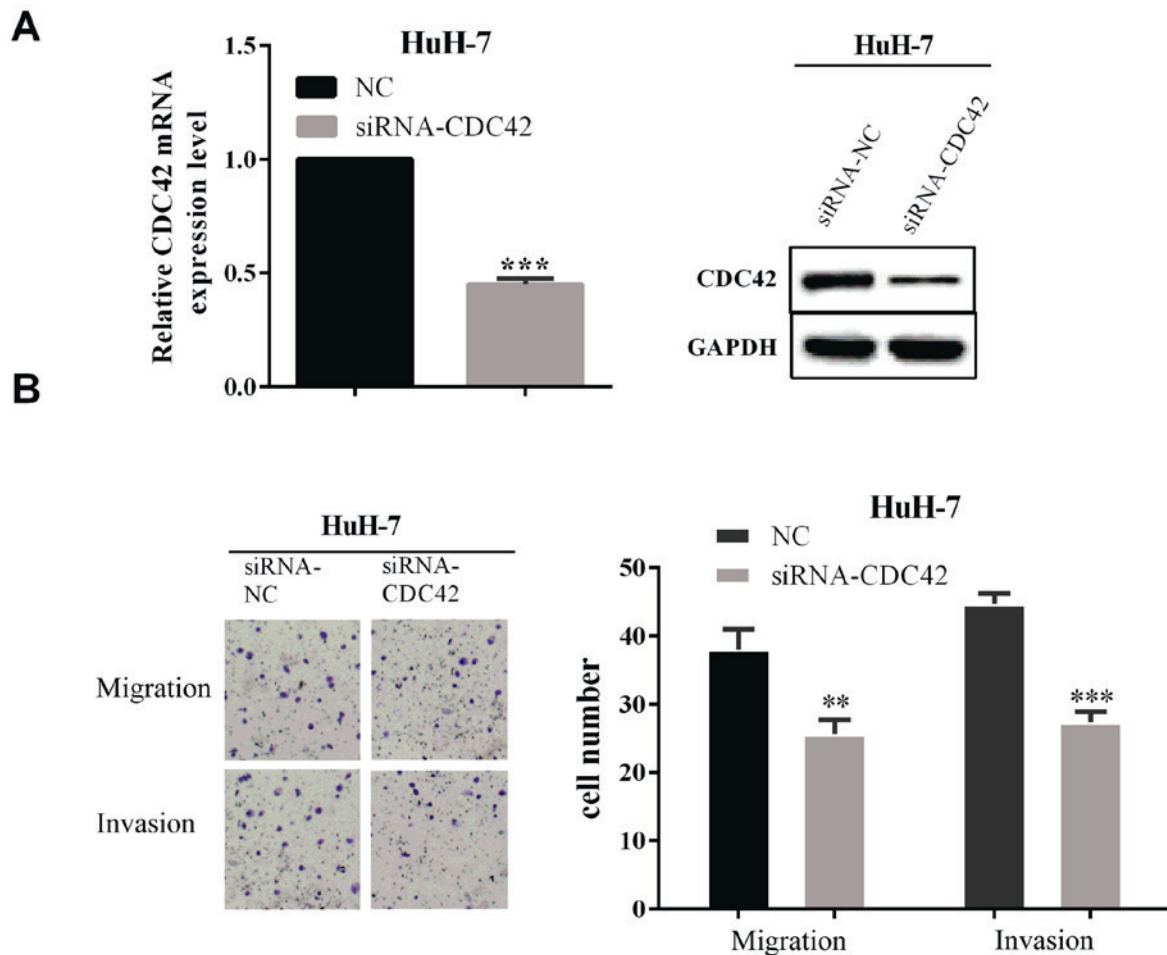 A
HuH-7
NC
siRNA-CDC42
Relative CDC42 mRNA
expression level
1.5
1.0
0.5
0.0
***
HuH-7
siRNA-NC
siRNA-CDC42
CDC42
GAPDH
B
HuH-7
siRNA-
NC
siRNA-
CDC42
Migration
Invasion
HuH-7
NC
siRNA-CDC42
cell number
50
40
30
20
10
0
**
***
Migration
Invasion